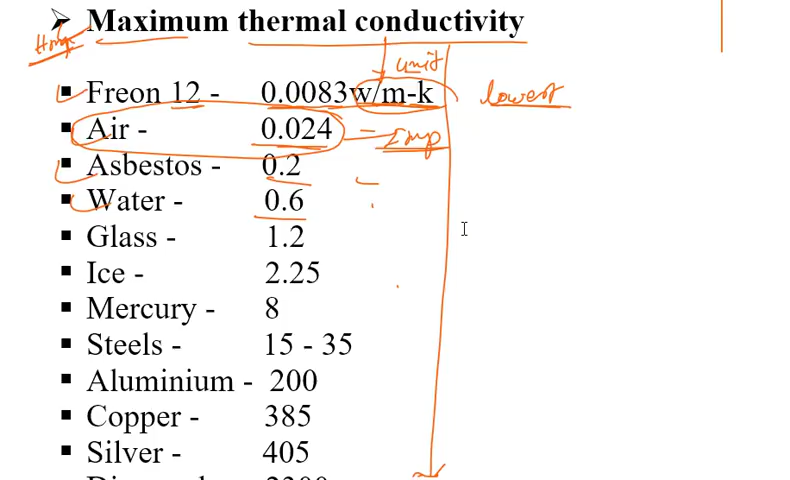 ➤ Maximum thermal conductivity
unit
▪ Freon 12 - 0.0083w/m-k lowest
▪ Air - 0.024 - Imp
▪ Asbestos - 0.2
▪ Water - 0.6
▪ Glass - 1.2
▪ Ice - 2.25
▪ Mercury - 8
▪ Steels - 15 - 35
▪ Aluminium - 200
▪ Copper - 385
▪ Silver - 405